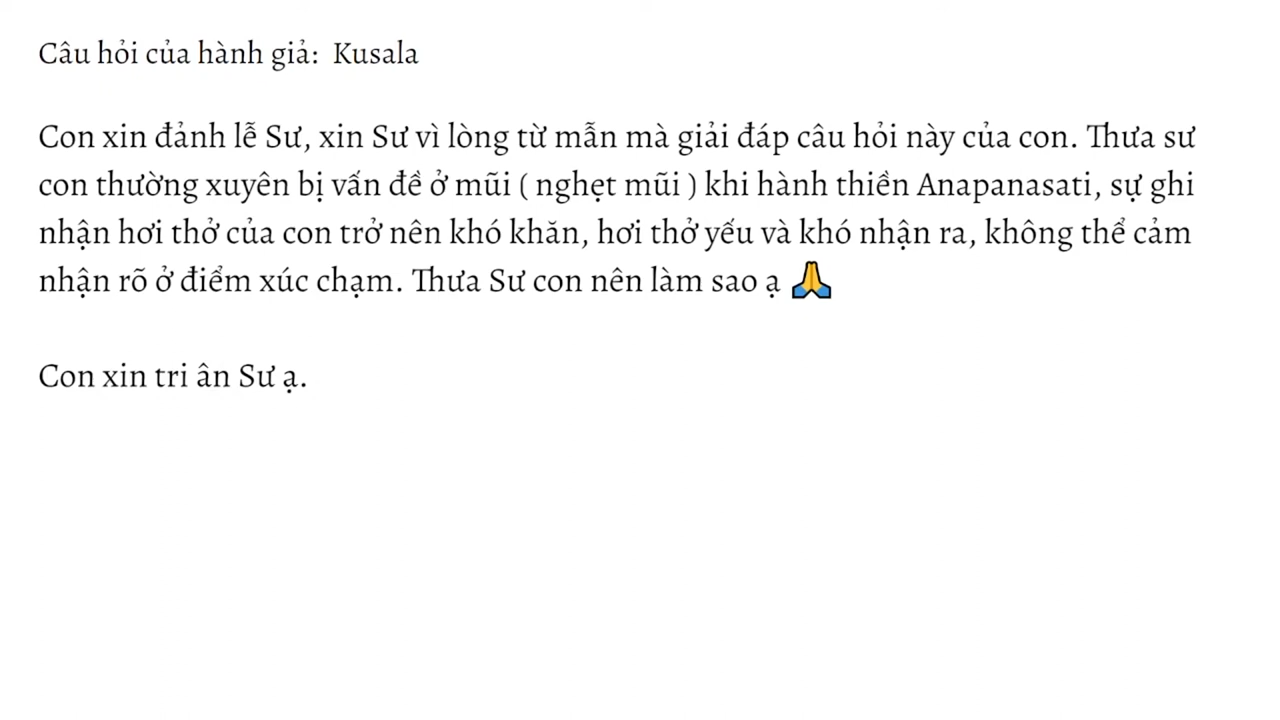 Câu hỏi của hành giả: Kusala
Con xin đảnh lễ Sư, xin Sư vì lòng từ mẫn mà giải đáp câu hỏi này của con. Thưa sư
con thường xuyên bị vấn đề ở mũi ( nghẹt mũi ) khi hành thiền Anapanasati, sự ghi
nhận hơi thở của con trở nên khó khăn, hơi thở yếu và khó nhận ra, không thể cảm
nhận rõ ở điểm xúc chạm. Thưa Sư con nên làm sao ạ 🙏
Con xin tri ân Sư ạ.